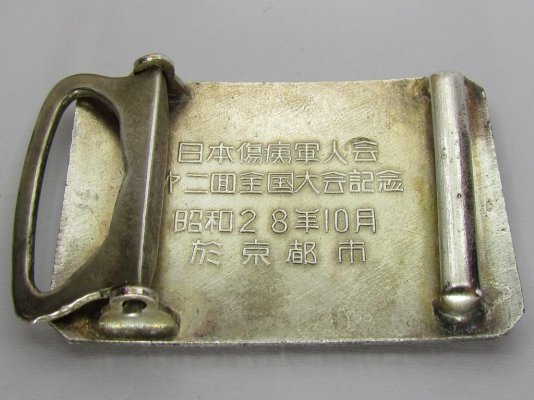 日本傷痍軍人会
二回全国大会記念
昭和28年10月
於京都市